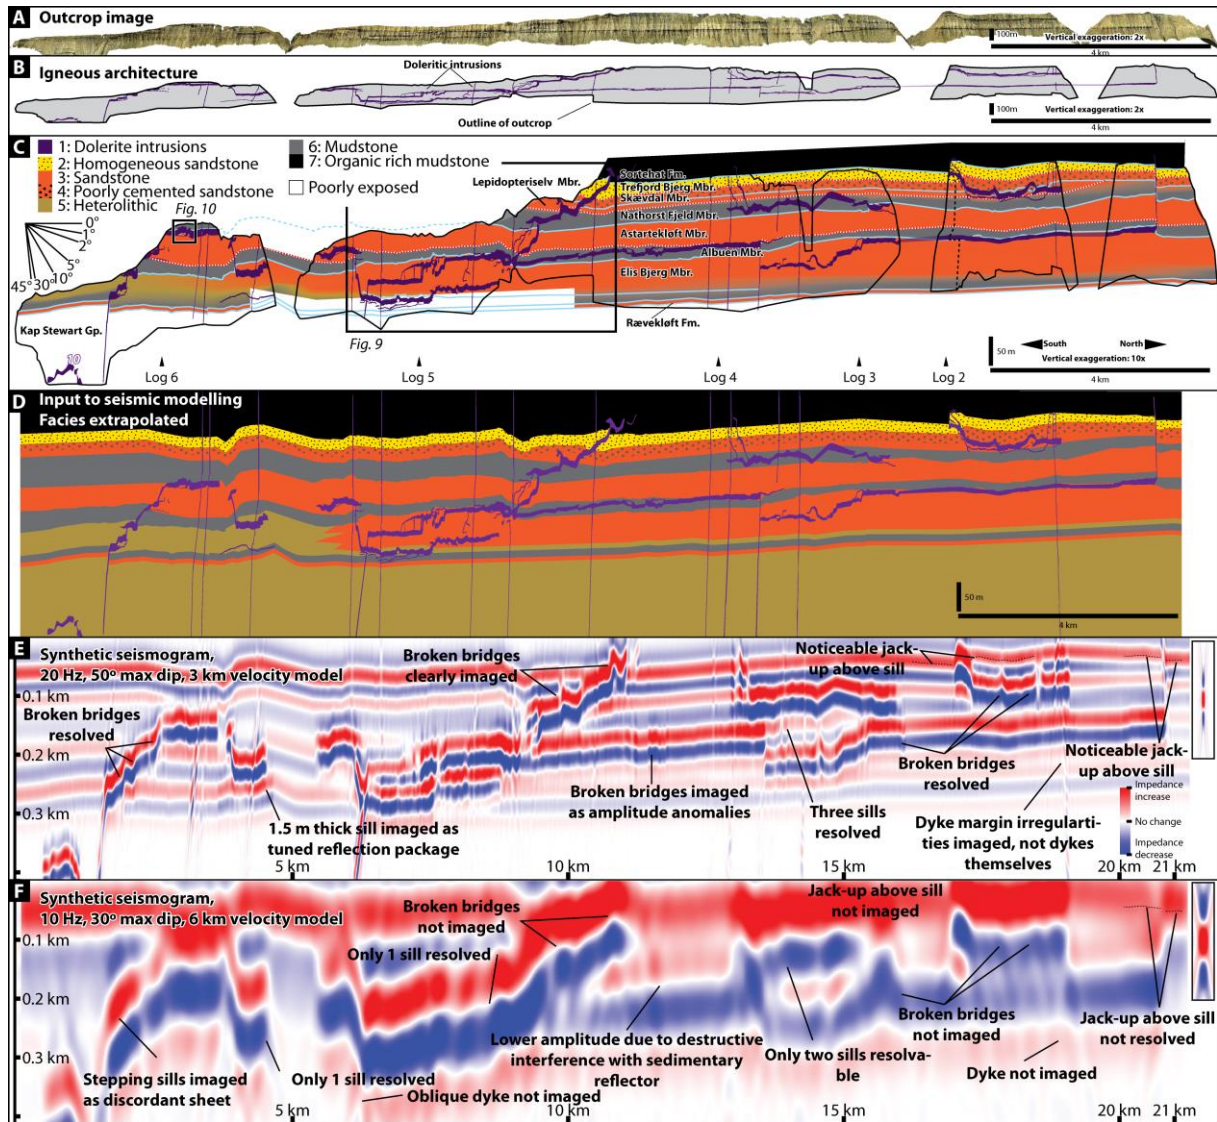 A Outcrop image
100m
Vertical exaggeration: 2x
4 km
B Igneous architecture
Doleritic intrusions
Outline of outcrop
100m
Vertical exaggeration: 2x
4 km
C
1: Dolerite intrusions
2: Homogeneous sandstone
3: Sandstone
4: Poorly cemented sandstone
5: Heterolithic
6: Mudstone
7: Organic rich mudstone
Poorly exposed
Fig. 10
0°
1°
2°
5°
10°
30°
45°
Lepidopteriselv Mbr.
Sortehat Fm.
Trefjord Bjerg Mbr.
Skævdal Mbr.
Nathorst Fjeld Mbr.
Astartekløft Mbr.
Albuen Mbr.
Elis Bjerg Mbr.
Rævekløft Fm.
Kap Stewart Gp.
10
Fig. 9
Log 6
Log 5
Log 4
Log 3
Log 2
50 m
South
North
Vertical exaggeration: 10x
4 km
D Input to seismic modelling
Facies extrapolated
50 m
4 km
E Synthetic seismogram,
20 Hz, 50º max dip, 3 km velocity model
0.1 km
0.2 km
0.3 km
Broken bridges
resolved
Broken bridges
clearly imaged
Noticeable jack-
up above sill
1.5 m thick sill imaged as
tuned reflection package
Broken bridges imaged
as amplitude anomalies
Three sills
resolved
Broken bridges
resolved
Dyke margin irregularti-
ties imaged, not dykes
themselves
Noticeable jack-
up above sill
Impedance
increase
No change
Impedance
decrease
5 km
10 km
15 km
20 km
21 km
F Synthetic seismogram,
10 Hz, 30º max dip, 6 km velocity model
0.1 km
0.2 km
0.3 km
Broken bridges
not imaged
Only 1 sill resolved
Jack-up above sill
not imaged
Stepping sills imaged
as discordant sheet
Only 1 sill resolved
Oblique dyke not imaged
Lower amplitude due to destructive
interference with sedimentary
reflector
Only two sills resolva-
ble
Broken bridges
not imaged
Dyke not imaged
Jack-up above sill
not resolved
5 km
10 km
15 km
20 km
21 km